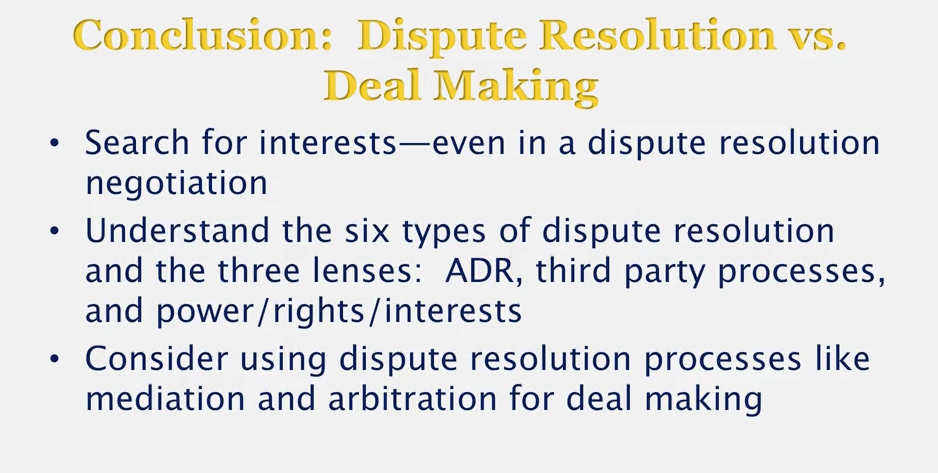 Conclusion:  Dispute Resolution vs.
Deal Making
• Search for interests—even in a dispute resolution
negotiation
• Understand the six types of dispute resolution
and the three lenses:  ADR, third party processes,
and power/rights/interests
• Consider using dispute resolution processes like
mediation and arbitration for deal making